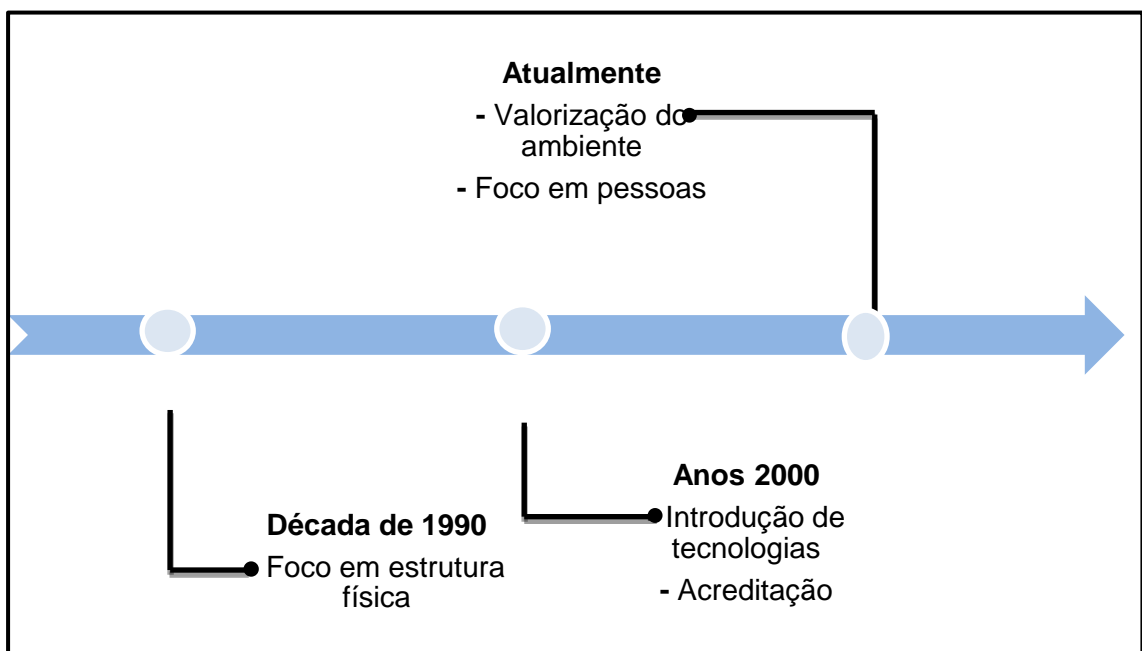 Atualmente
- Valorização do
ambiente
- Foco em pessoas
Década de 1990
Foco em estrutura
física
Anos 2000
Introdução de
tecnologias
- Acreditação